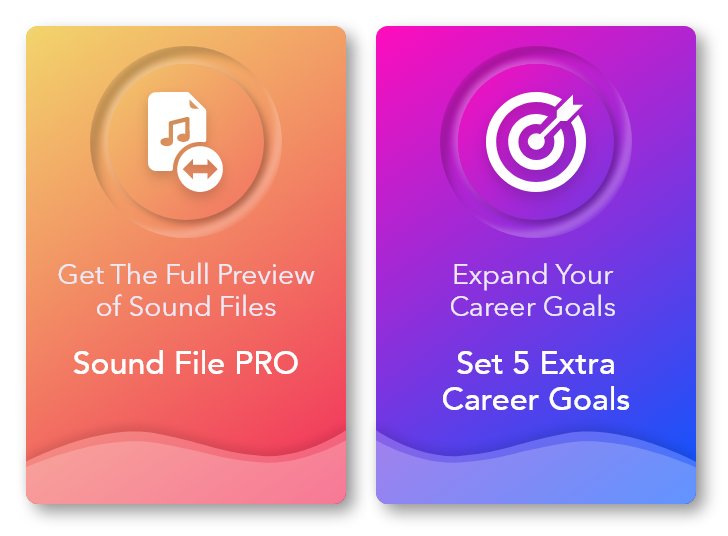 Get The Full Preview
of Sound Files
Sound File PRO
Expand Your
Career Goals
Set 5 Extra
Career Goals